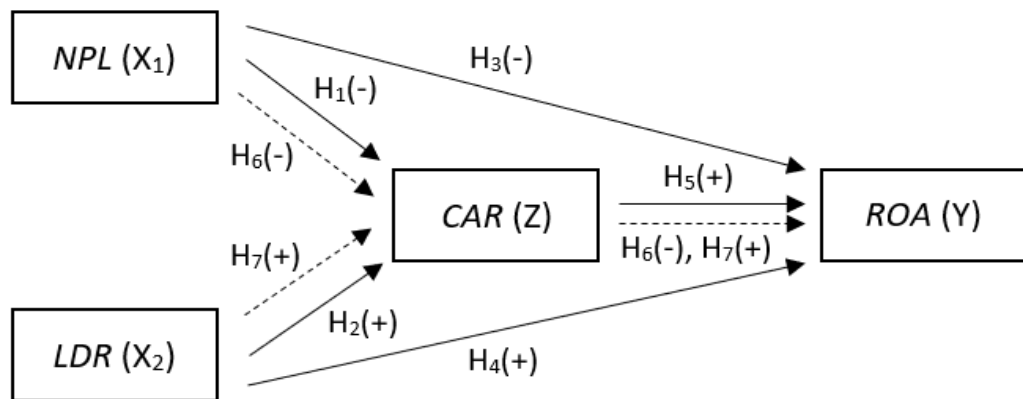 NPL (X₁)
H₃(-)
H₁(-)
H₆(-)
CAR (Z)
H₅(+)
ROA (Y)
H₆(-), H₇(+)
H₇(+)
H₂(+)
LDR (X₂)
H₄(+)